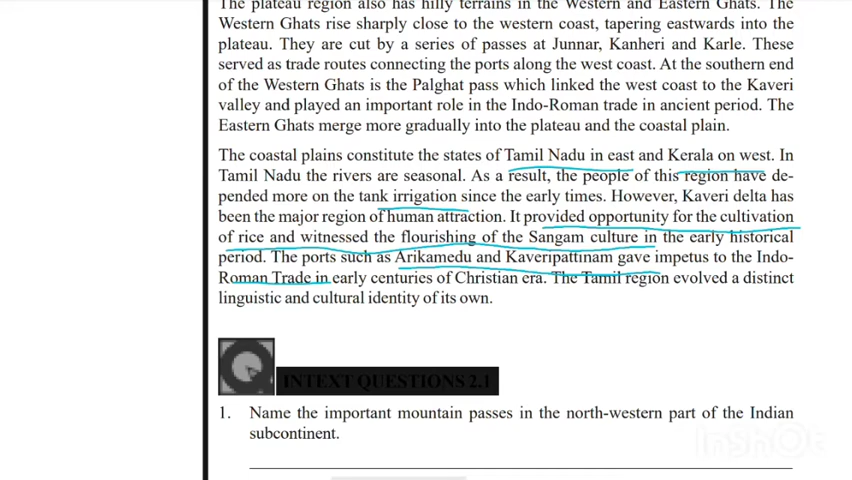 The plateau region also has hilly terrains in the Western and Eastern Ghats. The
Western Ghats rise sharply close to the western coast, tapering eastwards into the
plateau. They are cut by a series of passes at Junnar, Kanheri and Karle. These
served as trade routes connecting the ports along the west coast. At the southern end
of the Western Ghats is the Palghat pass which linked the west coast to the Kaveri
valley and played an important role in the Indo-Roman trade in ancient period. The
Eastern Ghats merge more gradually into the plateau and the coastal plain.
The coastal plains constitute the states of Tamil Nadu in east and Kerala on west. In
Tamil Nadu the rivers are seasonal. As a result, the people of this region have de-
pended more on the tank irrigation since the early times. However, Kaveri delta has
been the major region of human attraction. It provided opportunity for the cultivation
of rice and witnessed the flourishing of the Sangam culture in the early historical
period. The ports such as Arikamedu and Kaveripattinam gave impetus to the Indo-
Roman Trade in early centuries of Christian era. The Tamil region evolved a distinct
linguistic and cultural identity of its own.
INTEXT QUESTIONS 2.1
1. Name the important mountain passes in the north-western part of the Indian
subcontinent.
InShOt